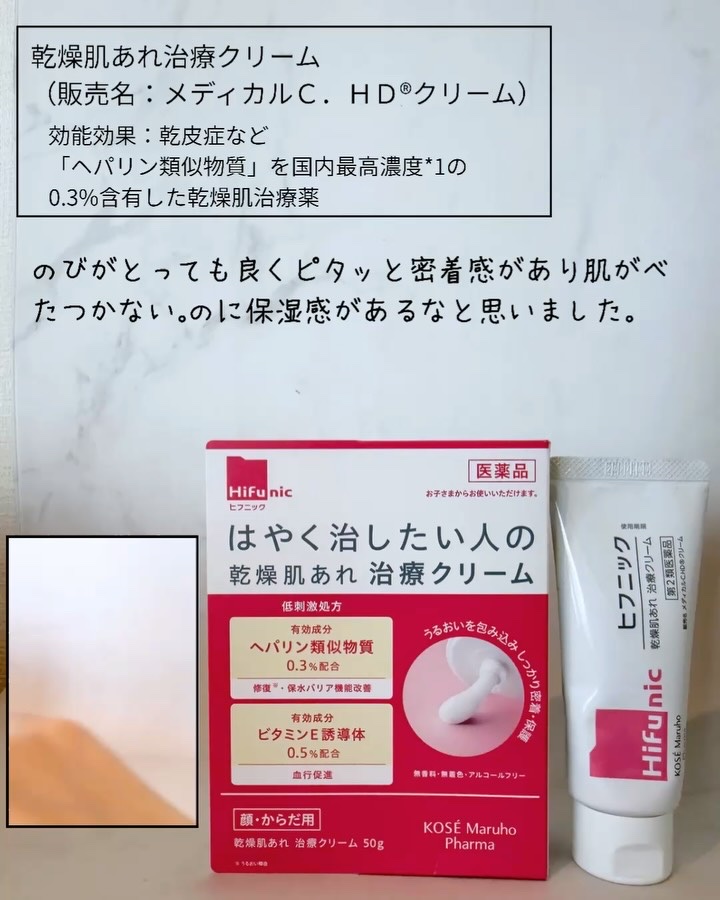 乾燥肌あれ治療クリーム
（販売名：メディカルＣ．ＨＤ®クリーム）
効能効果：乾皮症など
「ヘパリン類似物質」を国内最高濃度*1の
0.3%含有した乾燥肌治療薬
のびがとっても良くピタッと密着感があり肌がべ
たつかない｡のに保湿感があるなと思いました。
Hifunic
ヒフニック
医薬品
お子さまからお使いいただけます。
はやく治したい人の
乾燥肌あれ 治療クリーム
低刺激処方
有効成分
ヘパリン類似物質
0.3%配合
修復※・保水バリア機能改善
有効成分
ビタミンE誘導体
0.5%配合
血行促進
うるおいを包み込み しっかり密着・保護
無香料・無着色・アルコールフリー
顔・からだ用
乾燥肌あれ 治療クリーム 50g
KOSÉ Maruho
Pharma
ヒフニック
乾燥肌あれ 治療クリーム
第2類医薬品
販売名 メディカルC.HD®クリーム
Hifunic
KOSÉ Maruho